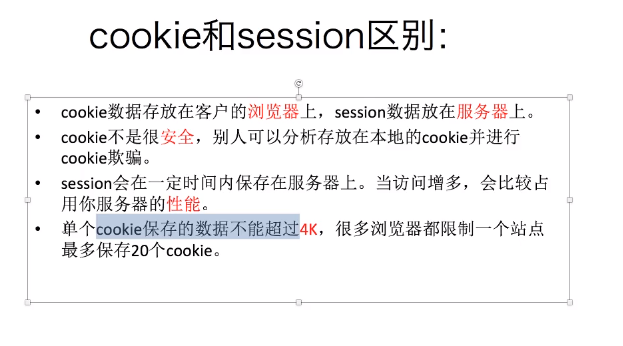 cookie和session区别：
• cookie数据存放在客户的浏览器上，session数据放在服务器上。
• cookie不是很安全，别人可以分析存放在本地的cookie并进行
cookie欺骗。
• session会在一定时间内保存在服务器上。当访问增多，会比较占
用你服务器的性能。
• 单个cookie保存的数据不能超过4K，很多浏览器都限制一个站点
最多保存20个cookie。